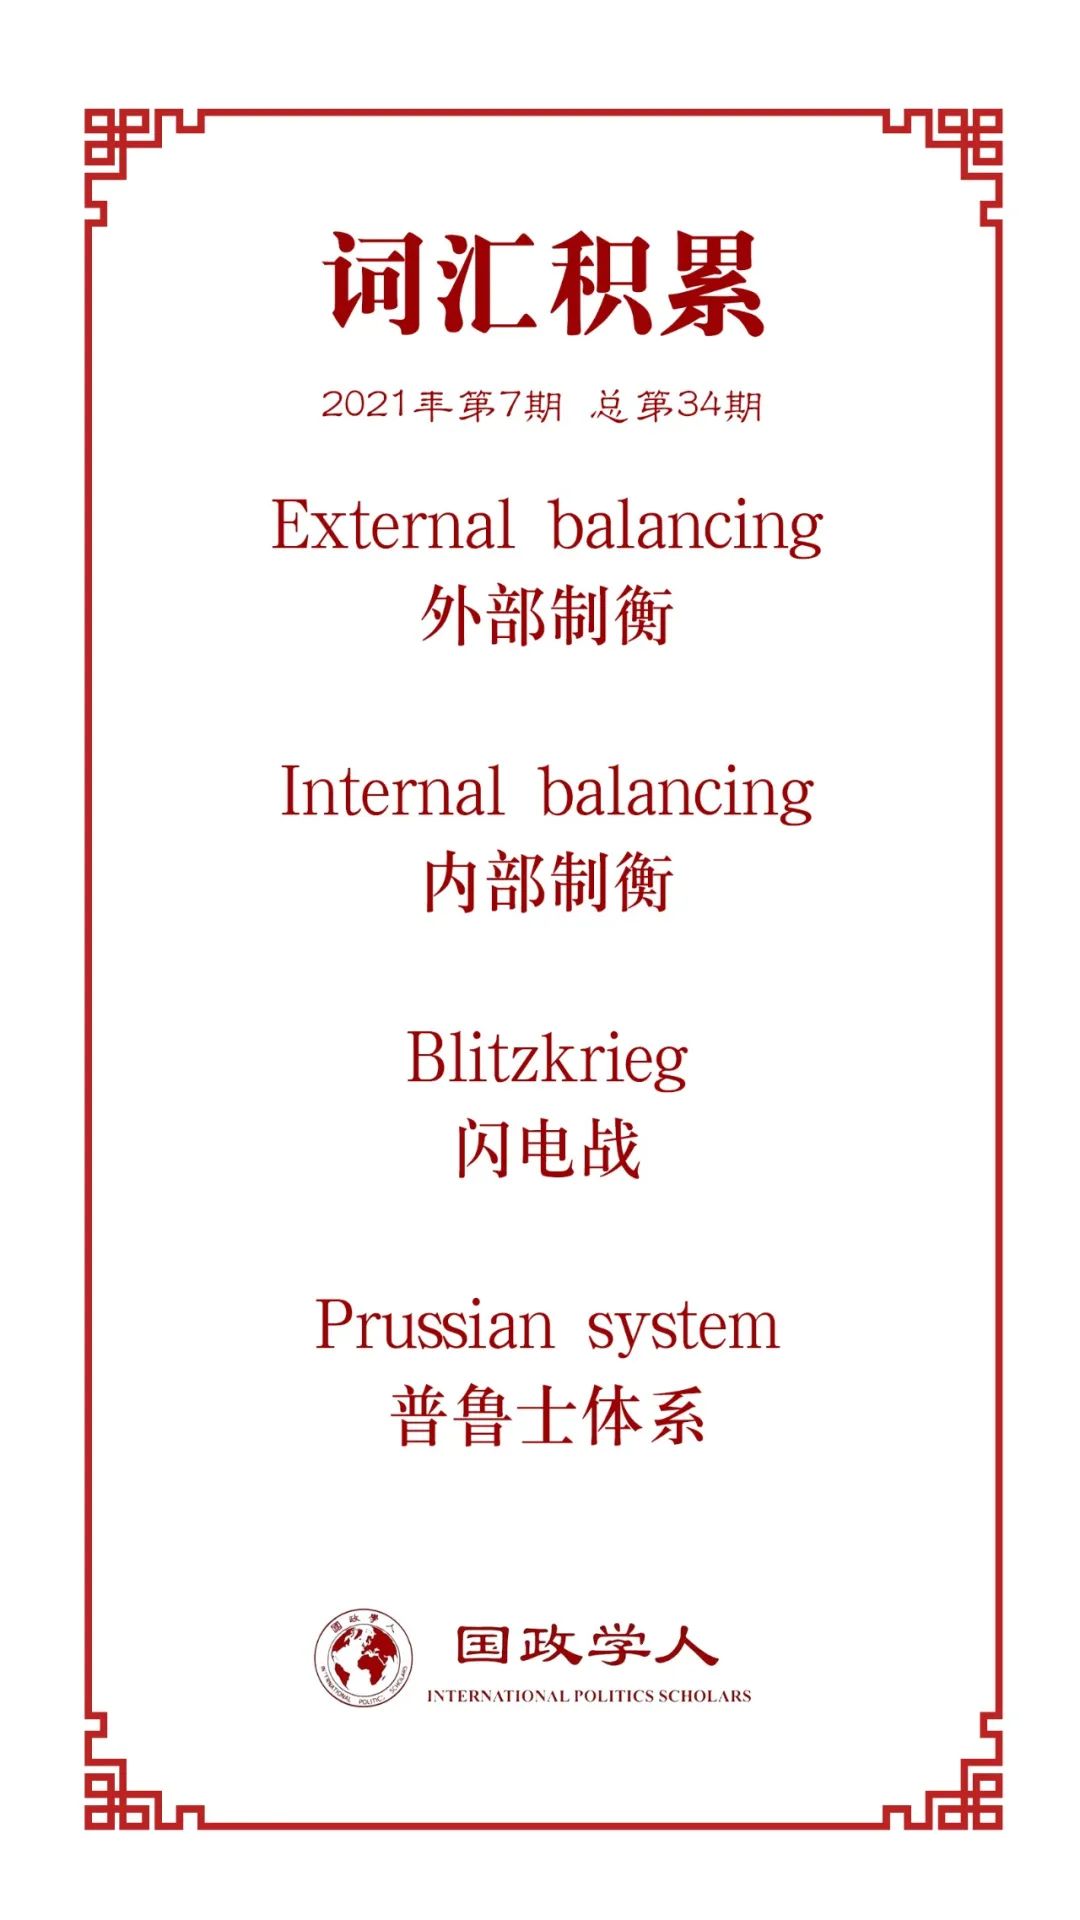 词汇积累
2021年第7期 总第34期
External balancing
外部制衡
Internal balancing
内部制衡
Blitzkrieg
闪电战
Prussian system
普鲁士体系
國政學人
INTERNATIONAL POLITICS SCHOLARS
国政学人
INTERNATIONAL POLITICS SCHOLARS